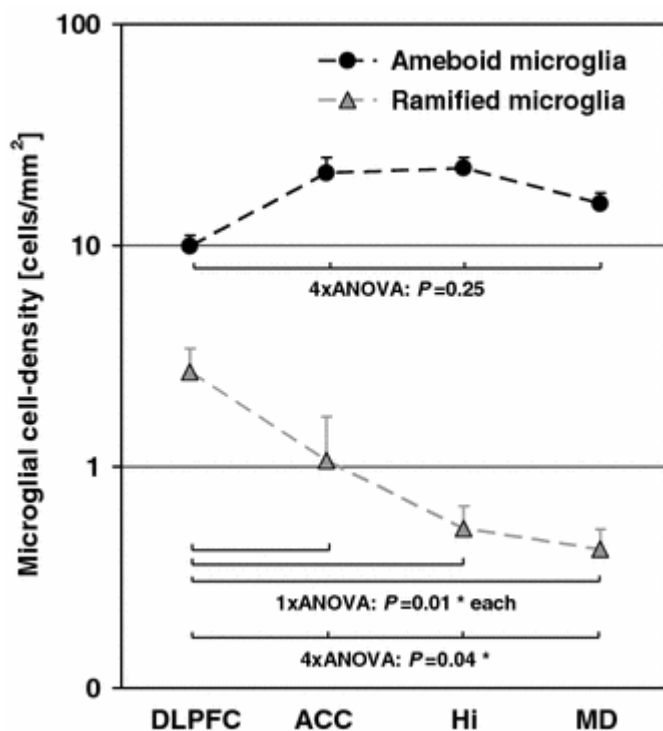 100
Ameboid microglia
Ramified microglia
Microglial cell-density [cells/mm²]
10
4xANOVA: P=0.25
1
1xANOVA: P=0.01 * each
4xANOVA: P=0.04 *
0
DLPFC ACC Hi MD